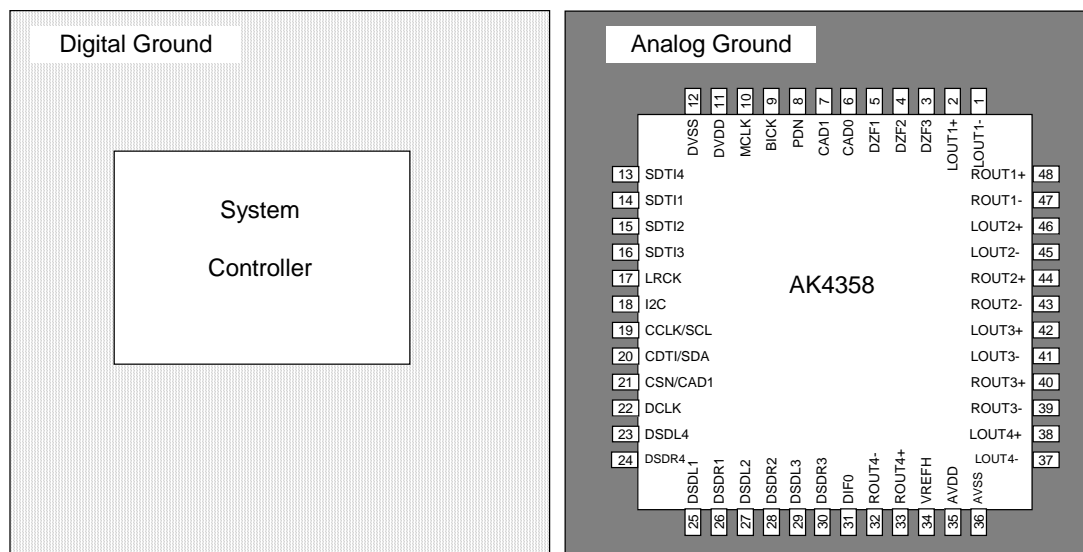 Digital Ground
System
Controller
Analog Ground
12 11 10 9 8 7 6 5 4 3 2 1
DVSS DVDD MCLK BICK PDN CAD1 CAD0 DZF1 DZF2 DZF3 LOUT1+ LOUT1-
13 SDTI4
14 SDTI1
15 SDTI2
16 SDTI3
17 LRCK
18 I2C
19 CCLK/SCL
20 CDTI/SDA
21 CSN/CAD1
22 DCLK
23 DSDL4
24 DSDR4
AK4358
ROUT1+ 48
ROUT1- 47
LOUT2+ 46
LOUT2- 45
ROUT2+ 44
ROUT2- 43
LOUT3+ 42
LOUT3- 41
ROUT3+ 40
ROUT3- 39
LOUT4+ 38
LOUT4- 37
DSDL1 DSDR1 DSDL2 DSDR2 DSDL3 DSDR3 DIF0 ROUT4- ROUT4+ VREFH AVDD AVSS
25 26 27 28 29 30 31 32 33 34 35 36